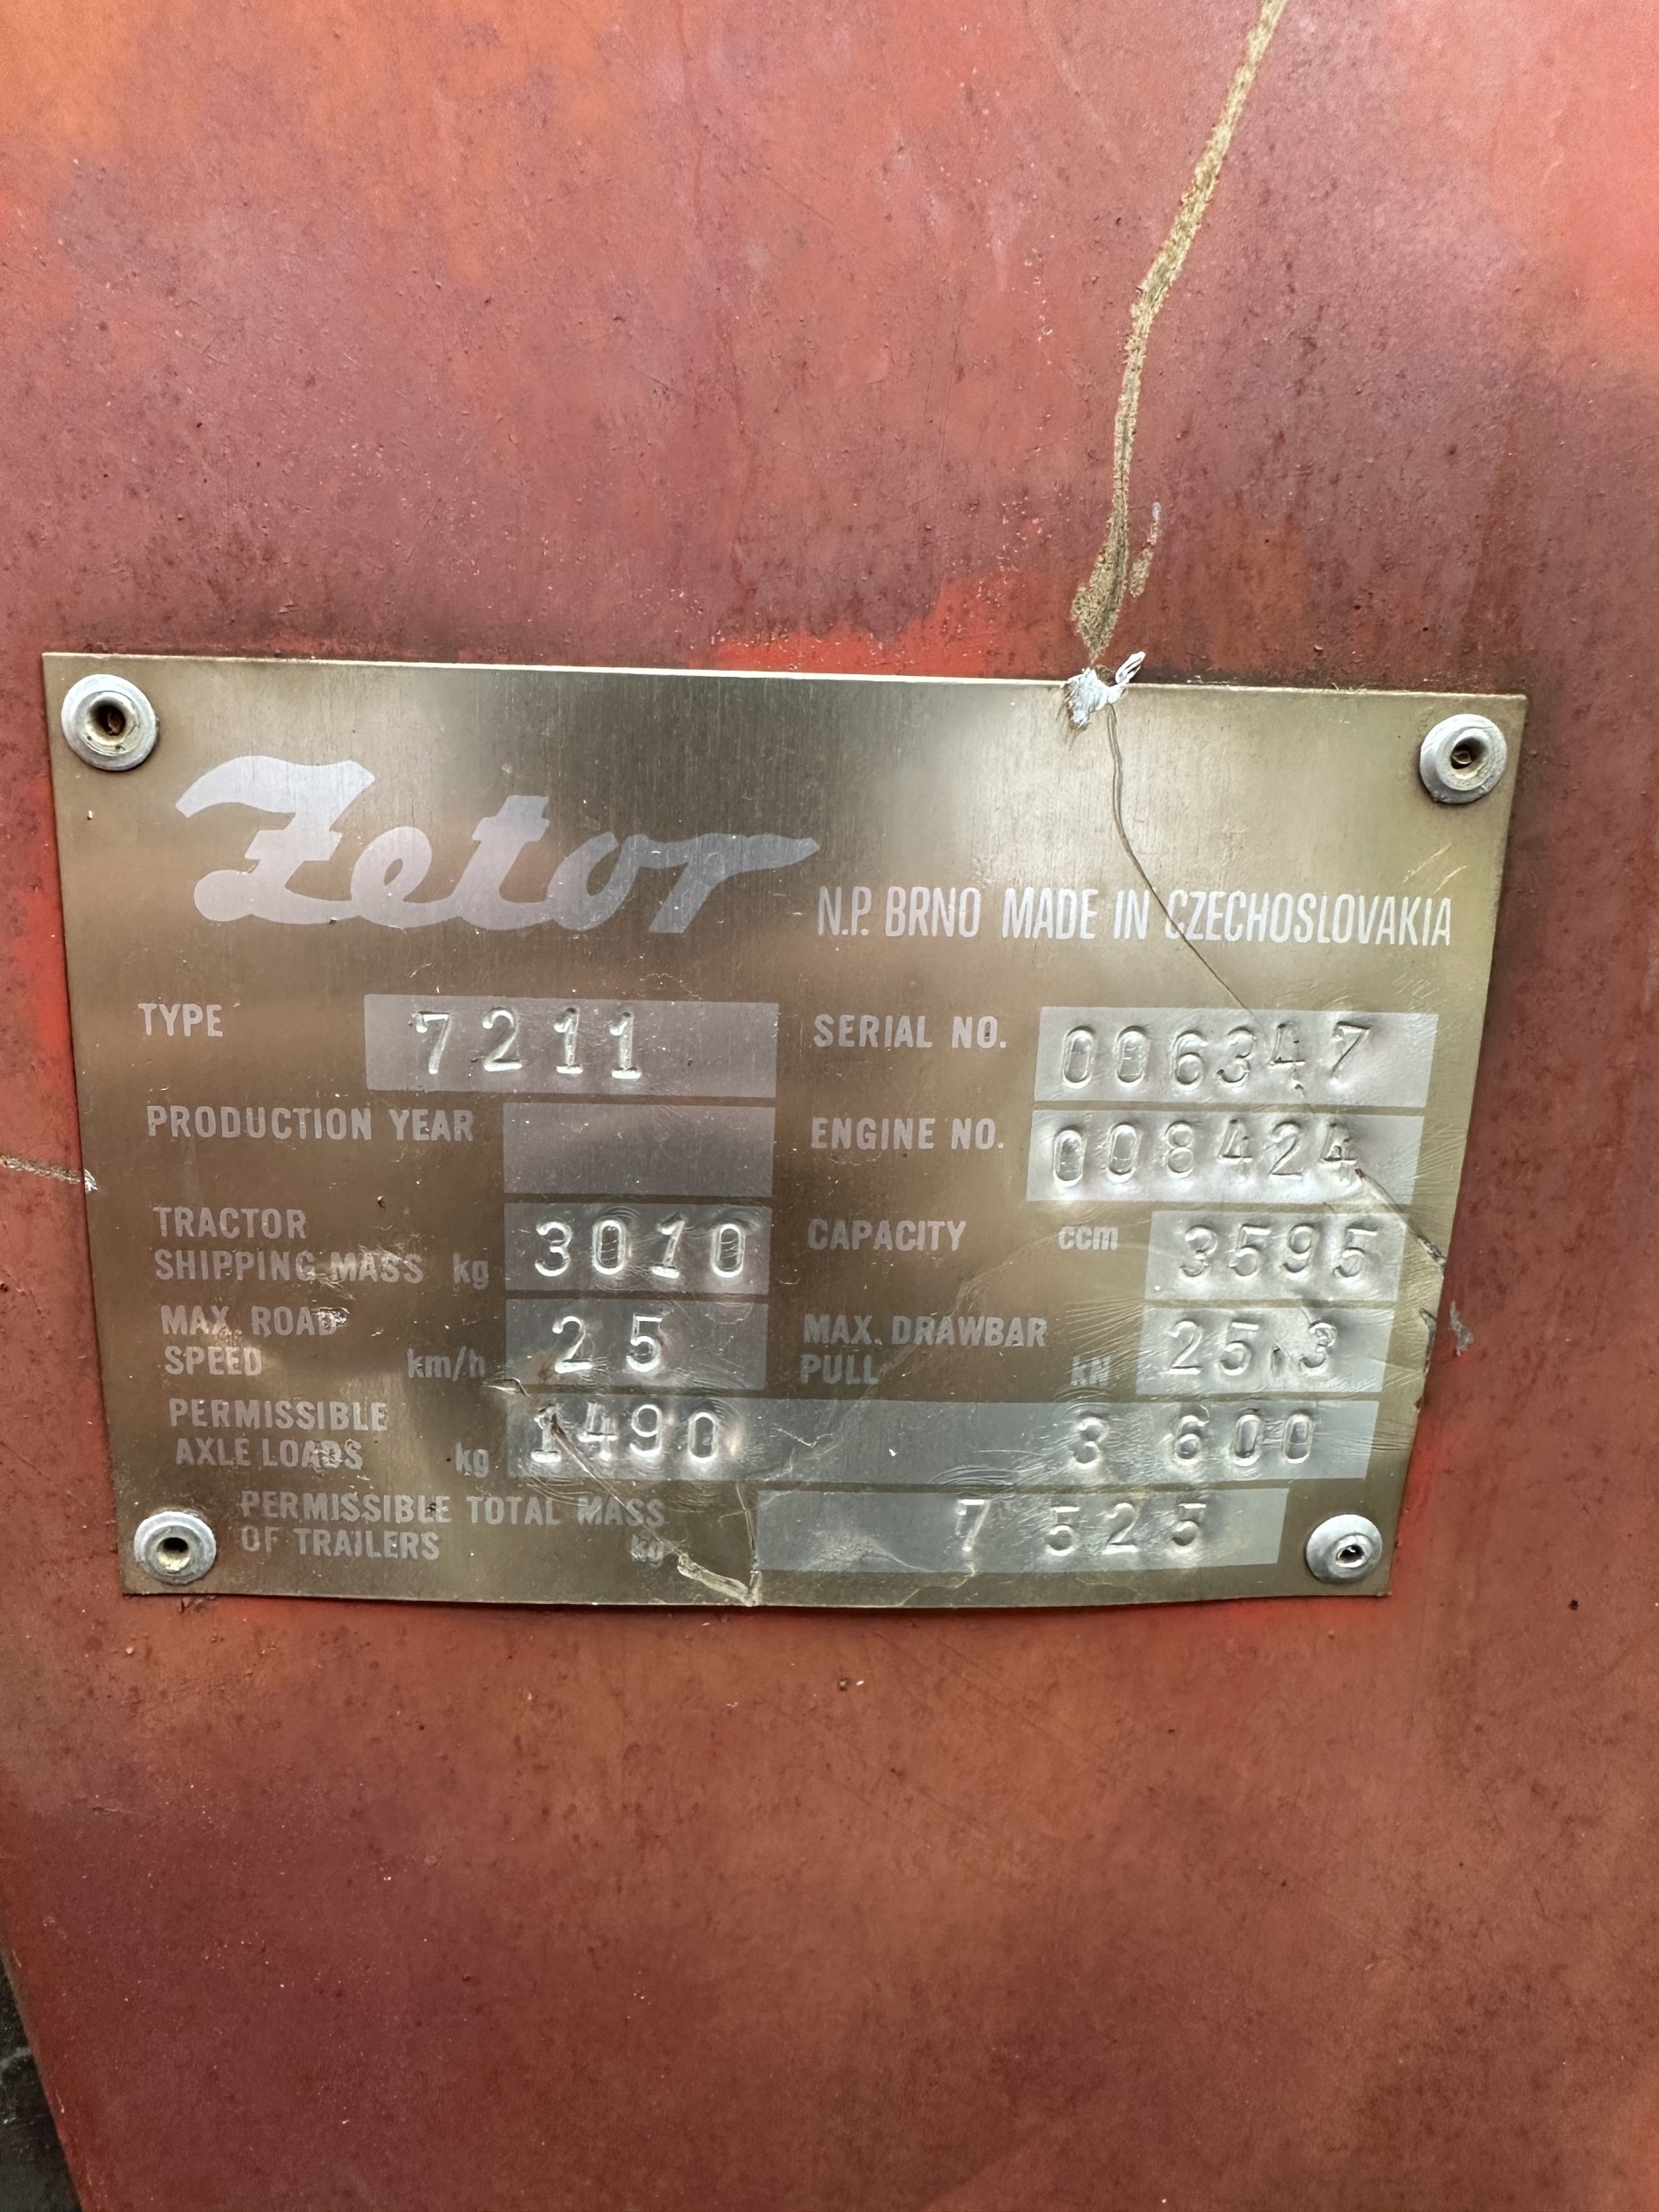 Zetor N.P. BRNO MADE IN CZECHOSLOVAKIA
TYPE 7211 SERIAL NO. 006347
PRODUCTION YEAR ENGINE NO. 008424
TRACTOR
SHIPPING MASS kg 3010 CAPACITY ccm 3595
MAX. ROAD
SPEED km/h 25 MAX. DRAWBAR
PULL kN 25,3
PERMISSIBLE
AXLE LOADS kg 1490 3 600
PERMISSIBLE TOTAL MASS
OF TRAILERS kg 7 525